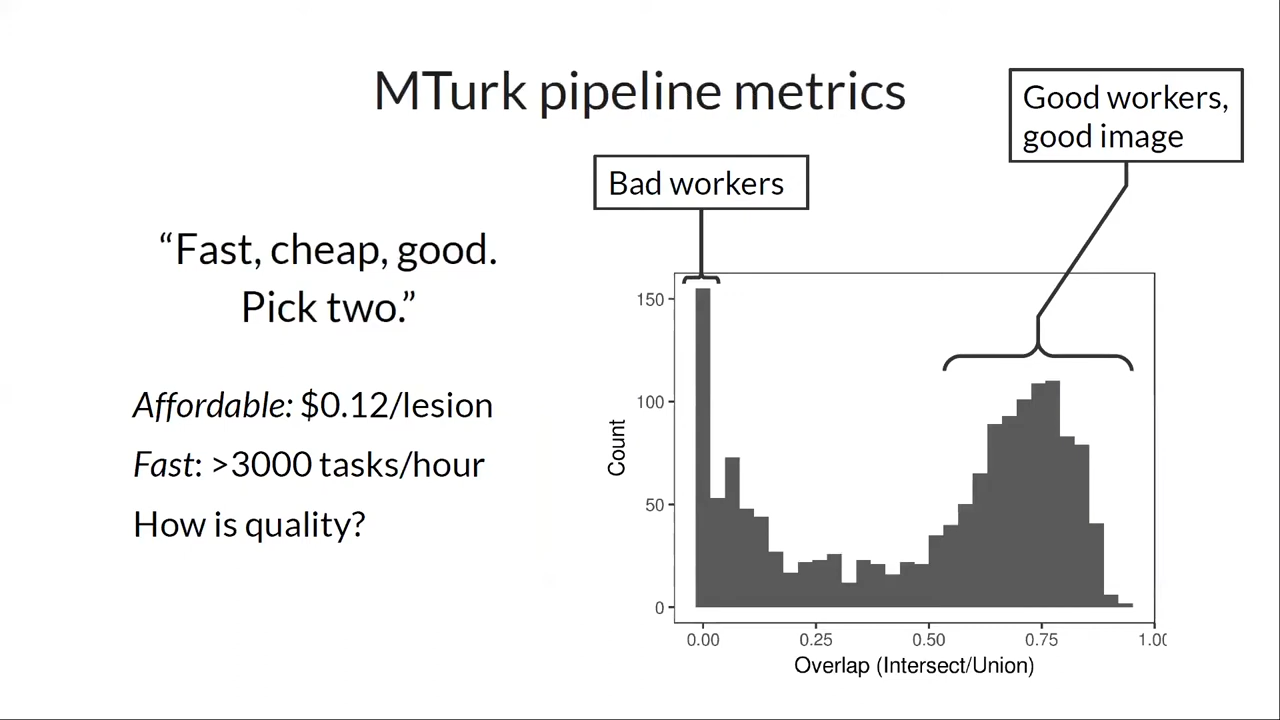 MTurk pipeline metrics
Good workers,
good image
Bad workers
“Fast, cheap, good.
Pick two.”
Affordable: $0.12/lesion
Fast: >3000 tasks/hour
How is quality?
150
100
50
0
Count
0.00 0.25 0.50 0.75 1.00
Overlap (Intersect/Union)